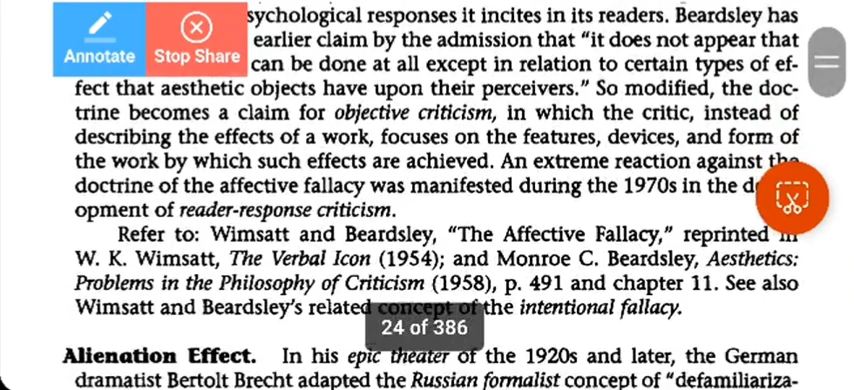 sychological responses it incites in its readers. Beardsley has
earlier claim by the admission that "it does not appear that
can be done at all except in relation to certain types of ef-
fect that aesthetic objects have upon their perceivers." So modified, the doc-
trine becomes a claim for objective criticism, in which the critic, instead of
describing the effects of a work, focuses on the features, devices, and form of
the work by which such effects are achieved. An extreme reaction against the
doctrine of the affective fallacy was manifested during the 1970s in the d
opment of reader-response criticism.
Refer to: Wimsatt and Beardsley, "The Affective Fallacy," reprinted in
W. K. Wimsatt, The Verbal Icon (1954); and Monroe C. Beardsley, Aesthetics:
Problems in the Philosophy of Criticism (1958), p. 491 and chapter 11. See also
Wimsatt and Beardsley's related concept of the intentional fallacy.
Alienation Effect. In his epic theater of the 1920s and later, the German
dramatist Bertolt Brecht adapted the Russian formalist concept of "defamiliariza-
Annotate
Stop Share
24 of 386